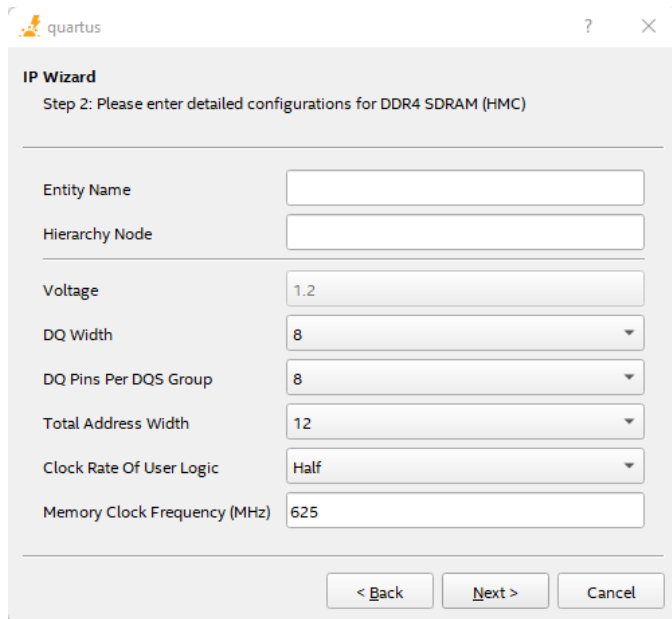 quartus ?
IP Wizard
Step 2: Please enter detailed configurations for DDR4 SDRAM (HMC)
Entity Name
Hierarchy Node
Voltage 1.2
DQ Width 8
DQ Pins Per DQS Group 8
Total Address Width 12
Clock Rate Of User Logic Half
Memory Clock Frequency (MHz) 625
< Back Next > Cancel